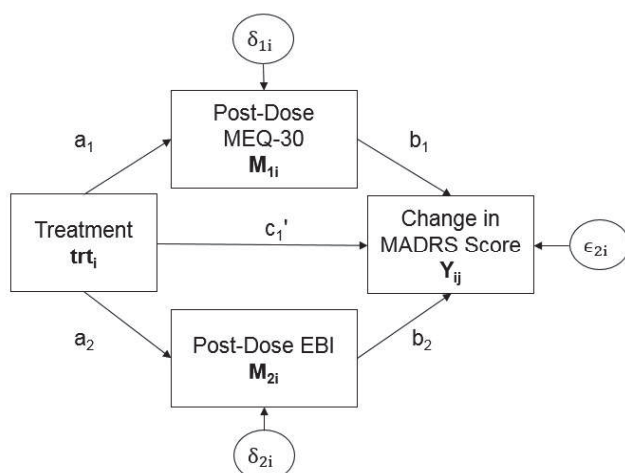 δ1i
Post-Dose
MEQ-30
M1i
a1
b1
Treatment
trti
c1'
Change in
MADRS Score
Yij
ϵ2i
a2
b2
Post-Dose EBI
M2i
δ2i